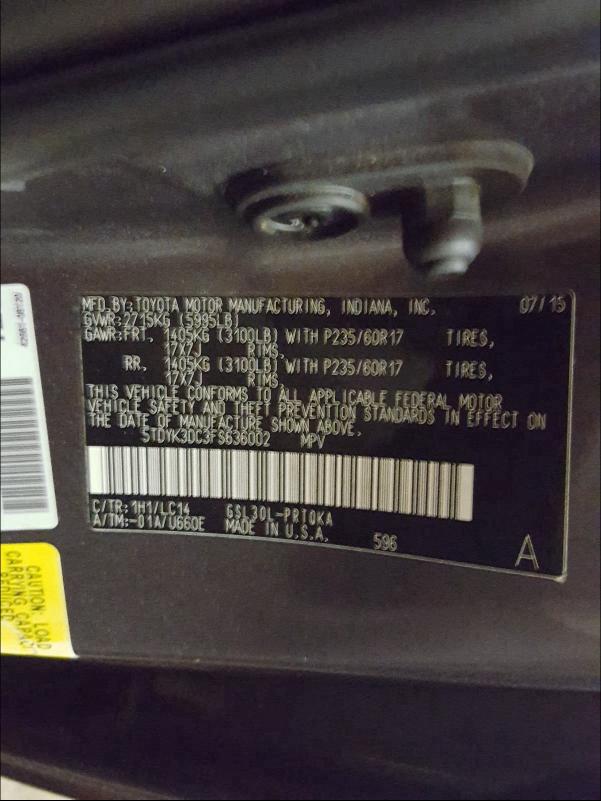 MFD. BY: TOYOTA MOTOR MANUFACTURING, INDIANA, INC. 07/15
GVWR: 2715KG (5995LB)
GAWR: FRT. 1405KG (3100LB) WITH P235/60R17 TIRES,
17X7J RIMS,
RR. 1405KG (3100LB) WITH P235/60R17 TIRES,
17X7J RIMS,
THIS VEHICLE CONFORMS TO ALL APPLICABLE FEDERAL MOTOR
VEHICLE SAFETY AND THEFT PREVENTION STANDARDS IN EFFECT ON
THE DATE OF MANUFACTURE SHOWN ABOVE.
5TDYK3DC3FS636002 MPV
C/TR: 1H1/LC14 GSL30L-PRTOKA
A/TM:-01A/U660E MADE IN U.S.A. 596 A
CAUTION: LOAD
CARRYING CAPAC
REDUCED